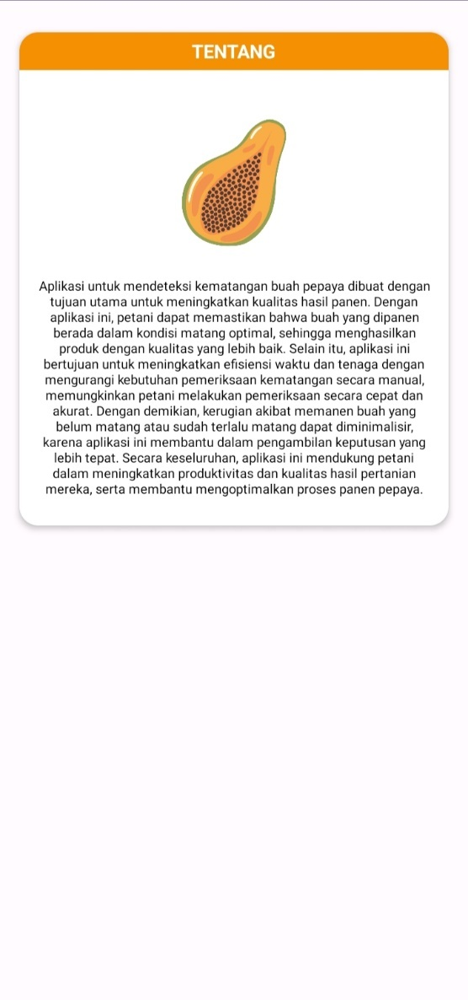 TENTANG
Aplikasi untuk mendeteksi kematangan buah pepaya dibuat dengan
tujuan utama untuk meningkatkan kualitas hasil panen. Dengan
aplikasi ini, petani dapat memastikan bahwa buah yang dipanen
berada dalam kondisi matang optimal, sehingga menghasilkan
produk dengan kualitas yang lebih baik. Selain itu, aplikasi ini
bertujuan untuk meningkatkan efisiensi waktu dan tenaga dengan
mengurangi kebutuhan pemeriksaan kematangan secara manual,
memungkinkan petani melakukan pemeriksaan secara cepat dan
akurat. Dengan demikian, kerugian akibat memanen buah yang
belum matang atau sudah terlalu matang dapat diminimalisir,
karena aplikasi ini membantu dalam pengambilan keputusan yang
lebih tepat. Secara keseluruhan, aplikasi ini mendukung petani
dalam meningkatkan produktivitas dan kualitas hasil pertanian
mereka, serta membantu mengoptimalkan proses panen pepaya.